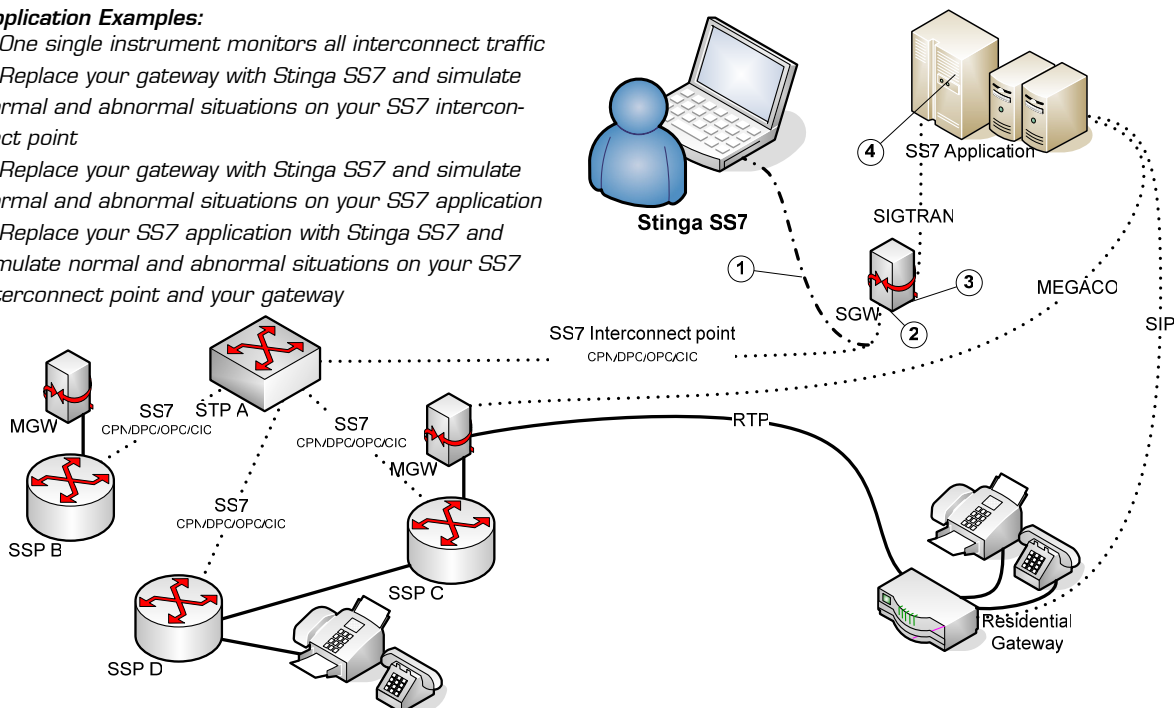 pplication Examples:
One single instrument monitors all interconnect traffic
Replace your gateway with Stinga SS7 and simulate
ormal and abnormal situations on your SS7 intercon-
ect point
Replace your gateway with Stinga SS7 and simulate
ormal and abnormal situations on your SS7 application
Replace your SS7 application with Stinga SS7 and
mulate normal and abnormal situations on your SS7
terconnect point and your gateway
Stinga SS7
4
SS7 Application
SIGTRAN
1
3
MEGACO
SGW
2
SIP
SS7 Interconnect point
CPN/DPC/OPC/CIC
MGW
SS7
CPN/DPC/OPC/CIC
STP A
SS7
CPN/DPC/OPC/CIC
MGW
RTP
SS7
CPN/DPC/OPC/CIC
SSP B
SSP C
SSP D
Residential
Gateway